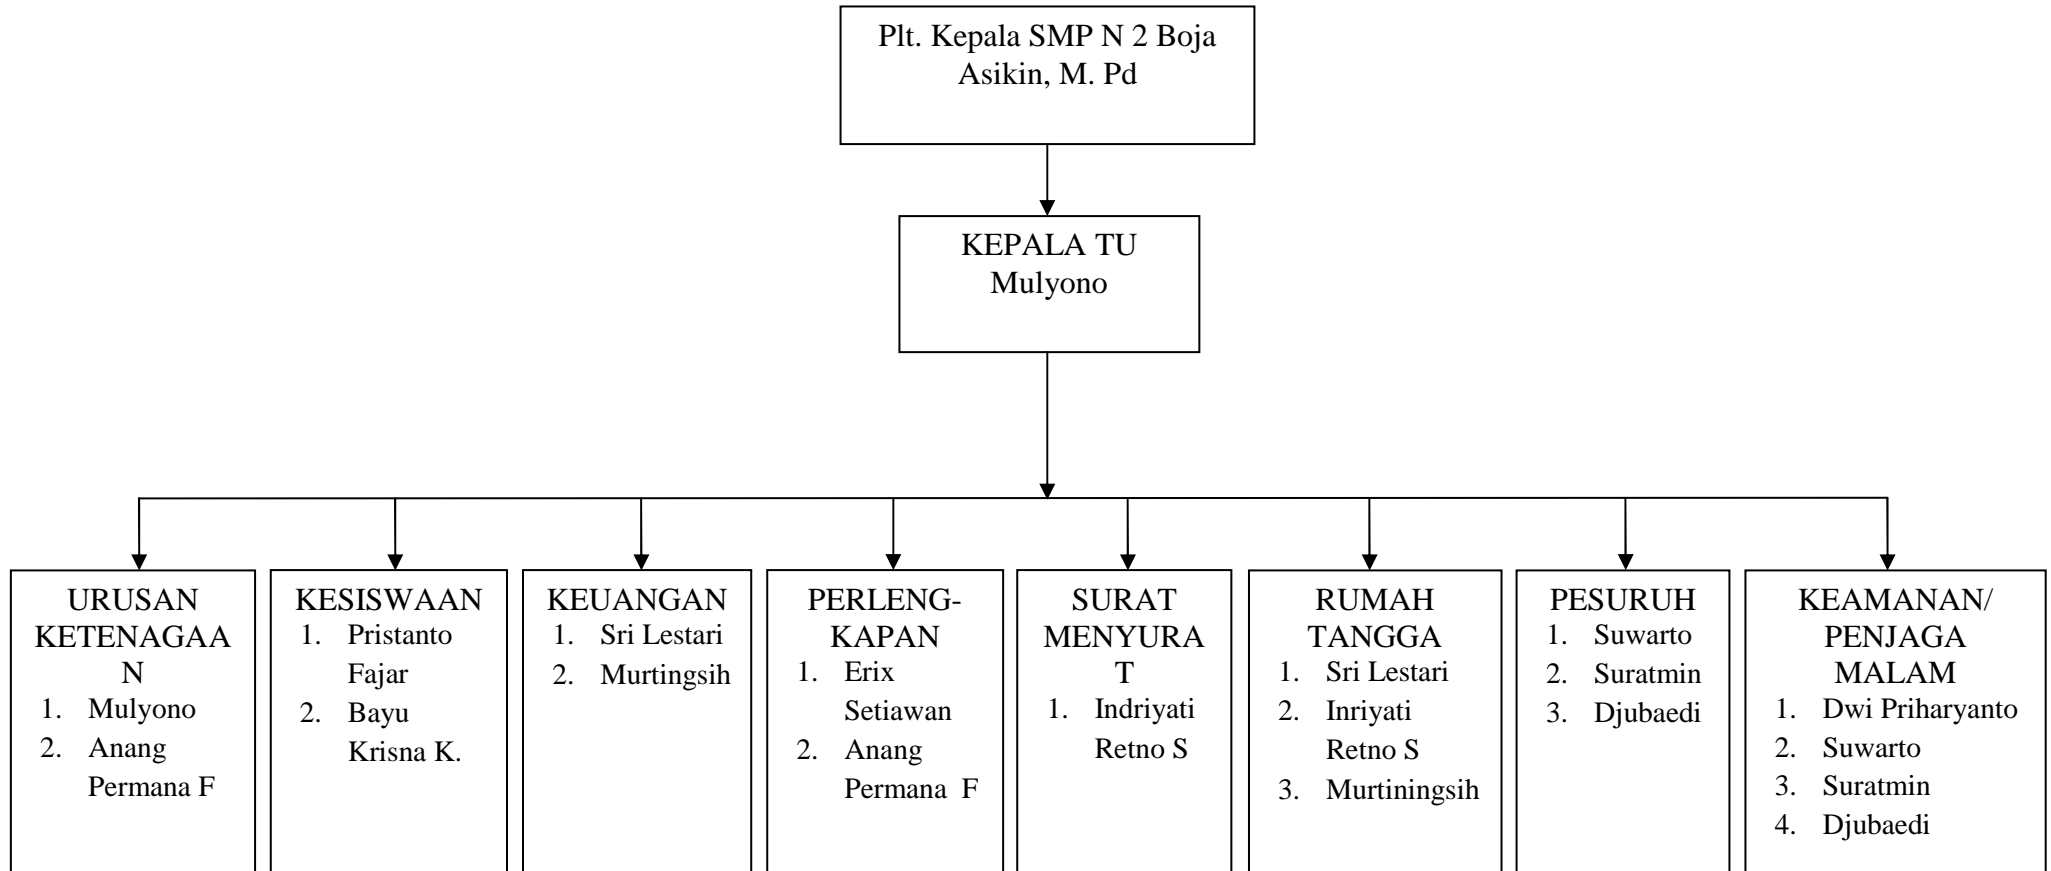 Plt. Kepala SMP N 2 Boja
Asikin, M. Pd
KEPALA TU
Mulyono
URUSAN
KETENAGAA
N
1. Mulyono
2. Anang
Permana F
KESISWAAN
1. Pristanto
Fajar
2. Bayu
Krisna K.
KEUANGAN
1. Sri Lestari
2. Murtingsih
PERLENG-
KAPAN
1. Erix
Setiawan
2. Anang
Permana F
SURAT
MENYURA
T
1. Indriyati
Retno S
RUMAH
TANGGA
1. Sri Lestari
2. Inriyati
Retno S
3. Murtiningsih
PESURUH
1. Suwarto
2. Suratmin
3. Djubaedi
KEAMANAN/
PENJAGA
MALAM
1. Dwi Priharyanto
2. Suwarto
3. Suratmin
4. Djubaedi